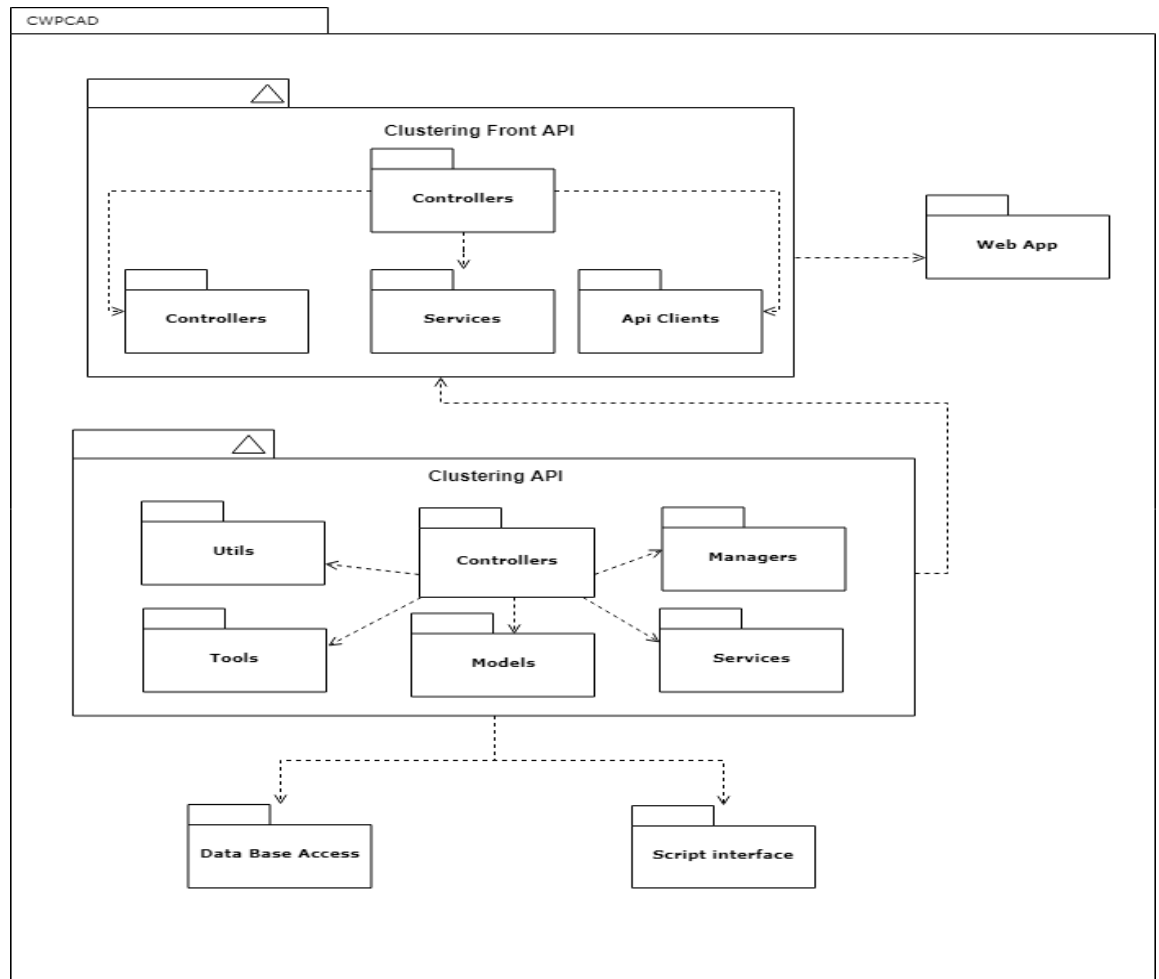 CWPCAD
Clustering Front API
Controllers
Web App
Controllers
Services
Api Clients
Clustering API
Utils
Controllers
Managers
Tools
Models
Services
Data Base Access
Script interface